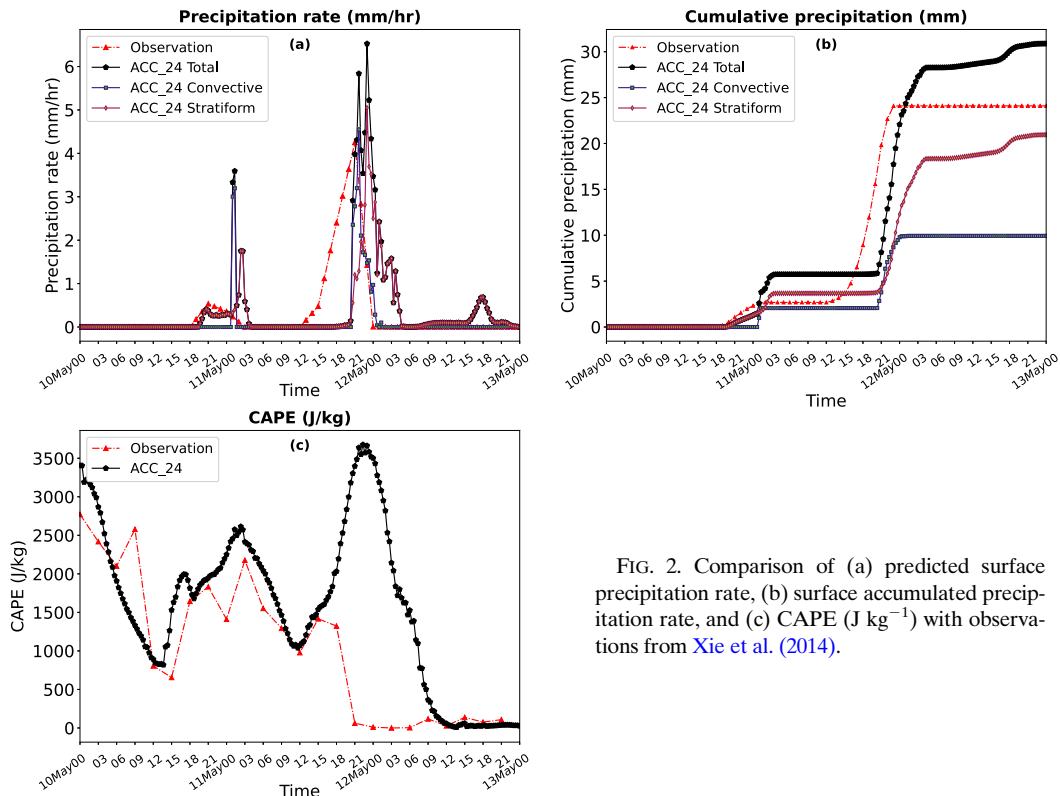 Precipitation rate (mm/hr)
(a)
Observation
ACC_24 Total
ACC_24 Convective
ACC_24 Stratiform
Precipitation rate (mm/hr)
6
5
4
3
2
1
0
10May00 03 06 09 12 15 18 21 11May00 03 06 09 12 15 18 21 12May00 03 06 09 12 15 18 21 13May00
Time
Cumulative precipitation (mm)
(b)
Observation
ACC_24 Total
ACC_24 Convective
ACC_24 Stratiform
Cumulative precipitation (mm)
30
25
20
15
10
5
0
10May00 03 06 09 12 15 18 21 11May00 03 06 09 12 15 18 21 12May00 03 06 09 12 15 18 21 13May00
Time
CAPE (J/kg)
(c)
Observation
ACC_24
CAPE (J/kg)
3500
3000
2500
2000
1500
1000
500
0
10May00 03 06 09 12 15 18 21 11May00 03 06 09 12 15 18 21 12May00 03 06 09 12 15 18 21 13May00
Time
FIG. 2. Comparison of (a) predicted surface
precipitation rate, (b) surface accumulated precip-
itation rate, and (c) CAPE (J kg⁻¹) with observa-
tions from Xie et al. (2014).